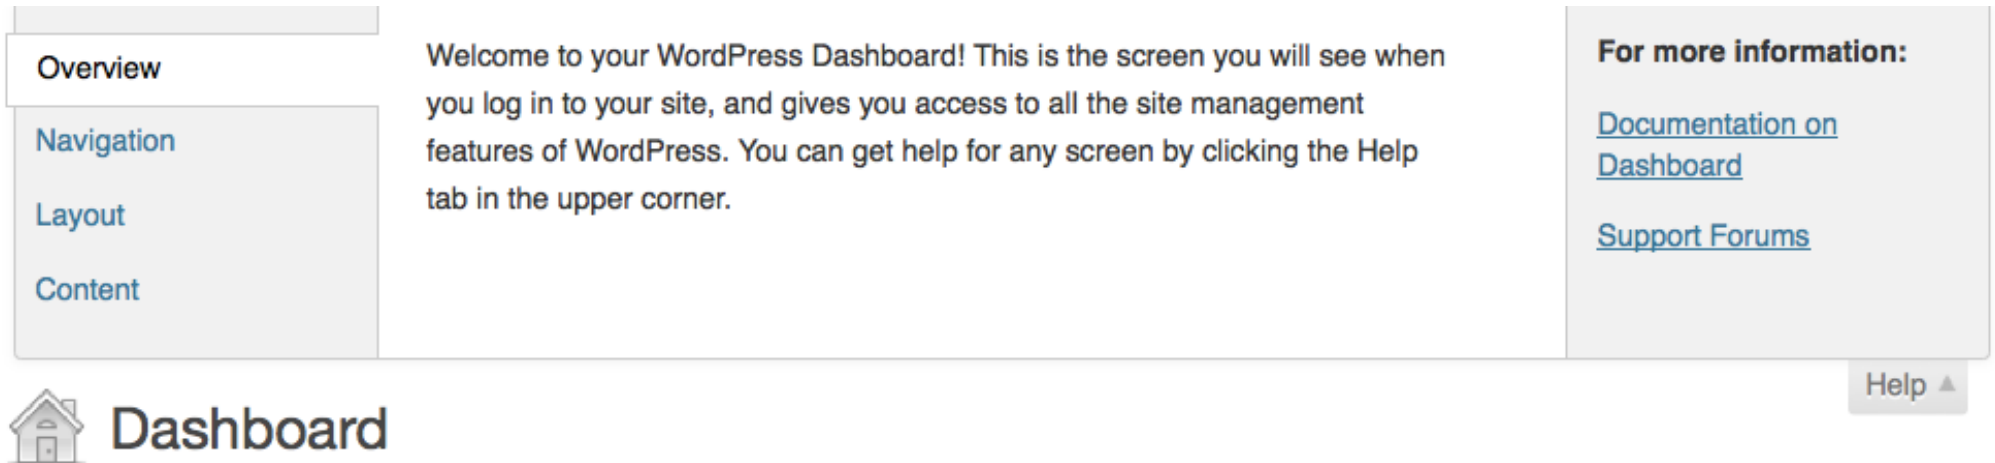 Overview
Navigation
Layout
Content
Welcome to your WordPress Dashboard! This is the screen you will see when
you log in to your site, and gives you access to all the site management
features of WordPress. You can get help for any screen by clicking the Help
tab in the upper corner.
For more information:
Documentation on
Dashboard
Support Forums
Help
Dashboard